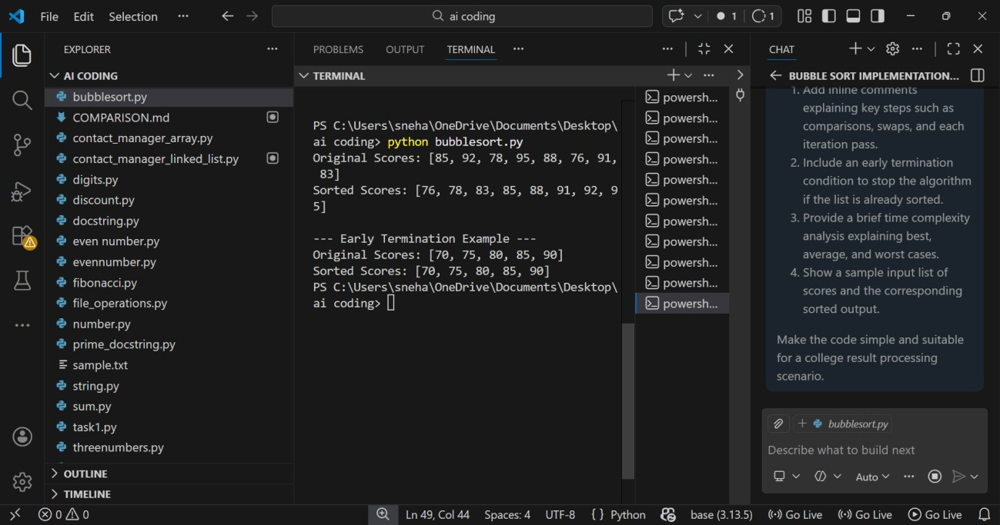 File Edit Selection ··· ai coding 1 1
EXPLORER ···
AI CODING
bubblesort.py
COMPARISON.md
contact_manager_array.py
contact_manager_linked_list.py
digits.py
discount.py
docstring.py
even number.py
evennumber.py
fibonacci.py
file_operations.py
number.py
prime_docstring.py
sample.txt
string.py
sum.py
task1.py
threenumbers.py
OUTLINE
TIMELINE
PROBLEMS OUTPUT TERMINAL ··· ···
TERMINAL ···
PS C:\Users\sneha\OneDrive\Documents\Desktop\
ai coding> python bubblesort.py
Original Scores: [85, 92, 78, 95, 88, 76, 91,
83]
Sorted Scores: [76, 78, 83, 85, 88, 91, 92, 9
5]
--- Early Termination Example ---
Original Scores: [70, 75, 80, 85, 90]
Sorted Scores: [70, 75, 80, 85, 90]
PS C:\Users\sneha\OneDrive\Documents\Desktop\
ai coding>
powersh...
powersh...
powersh...
powersh...
powersh...
powersh...
powersh...
powersh...
powersh...
powersh...
powersh...
CHAT ···
BUBBLE SORT IMPLEMENTATION...
1. Add inline comments
explaining key steps such as
comparisons, swaps, and each
iteration pass.
2. Include an early termination
condition to stop the algorithm
if the list is already sorted.
3. Provide a brief time complexity
analysis explaining best,
average, and worst cases.
4. Show a sample input list of
scores and the corresponding
sorted output.
Make the code simple and suitable
for a college result processing
scenario.
+ bubblesort.py
Describe what to build next
Auto ···
0 0 Ln 49, Col 44 Spaces: 4 UTF-8 { } Python base (3.13.5) Go Live Go Live Go Live